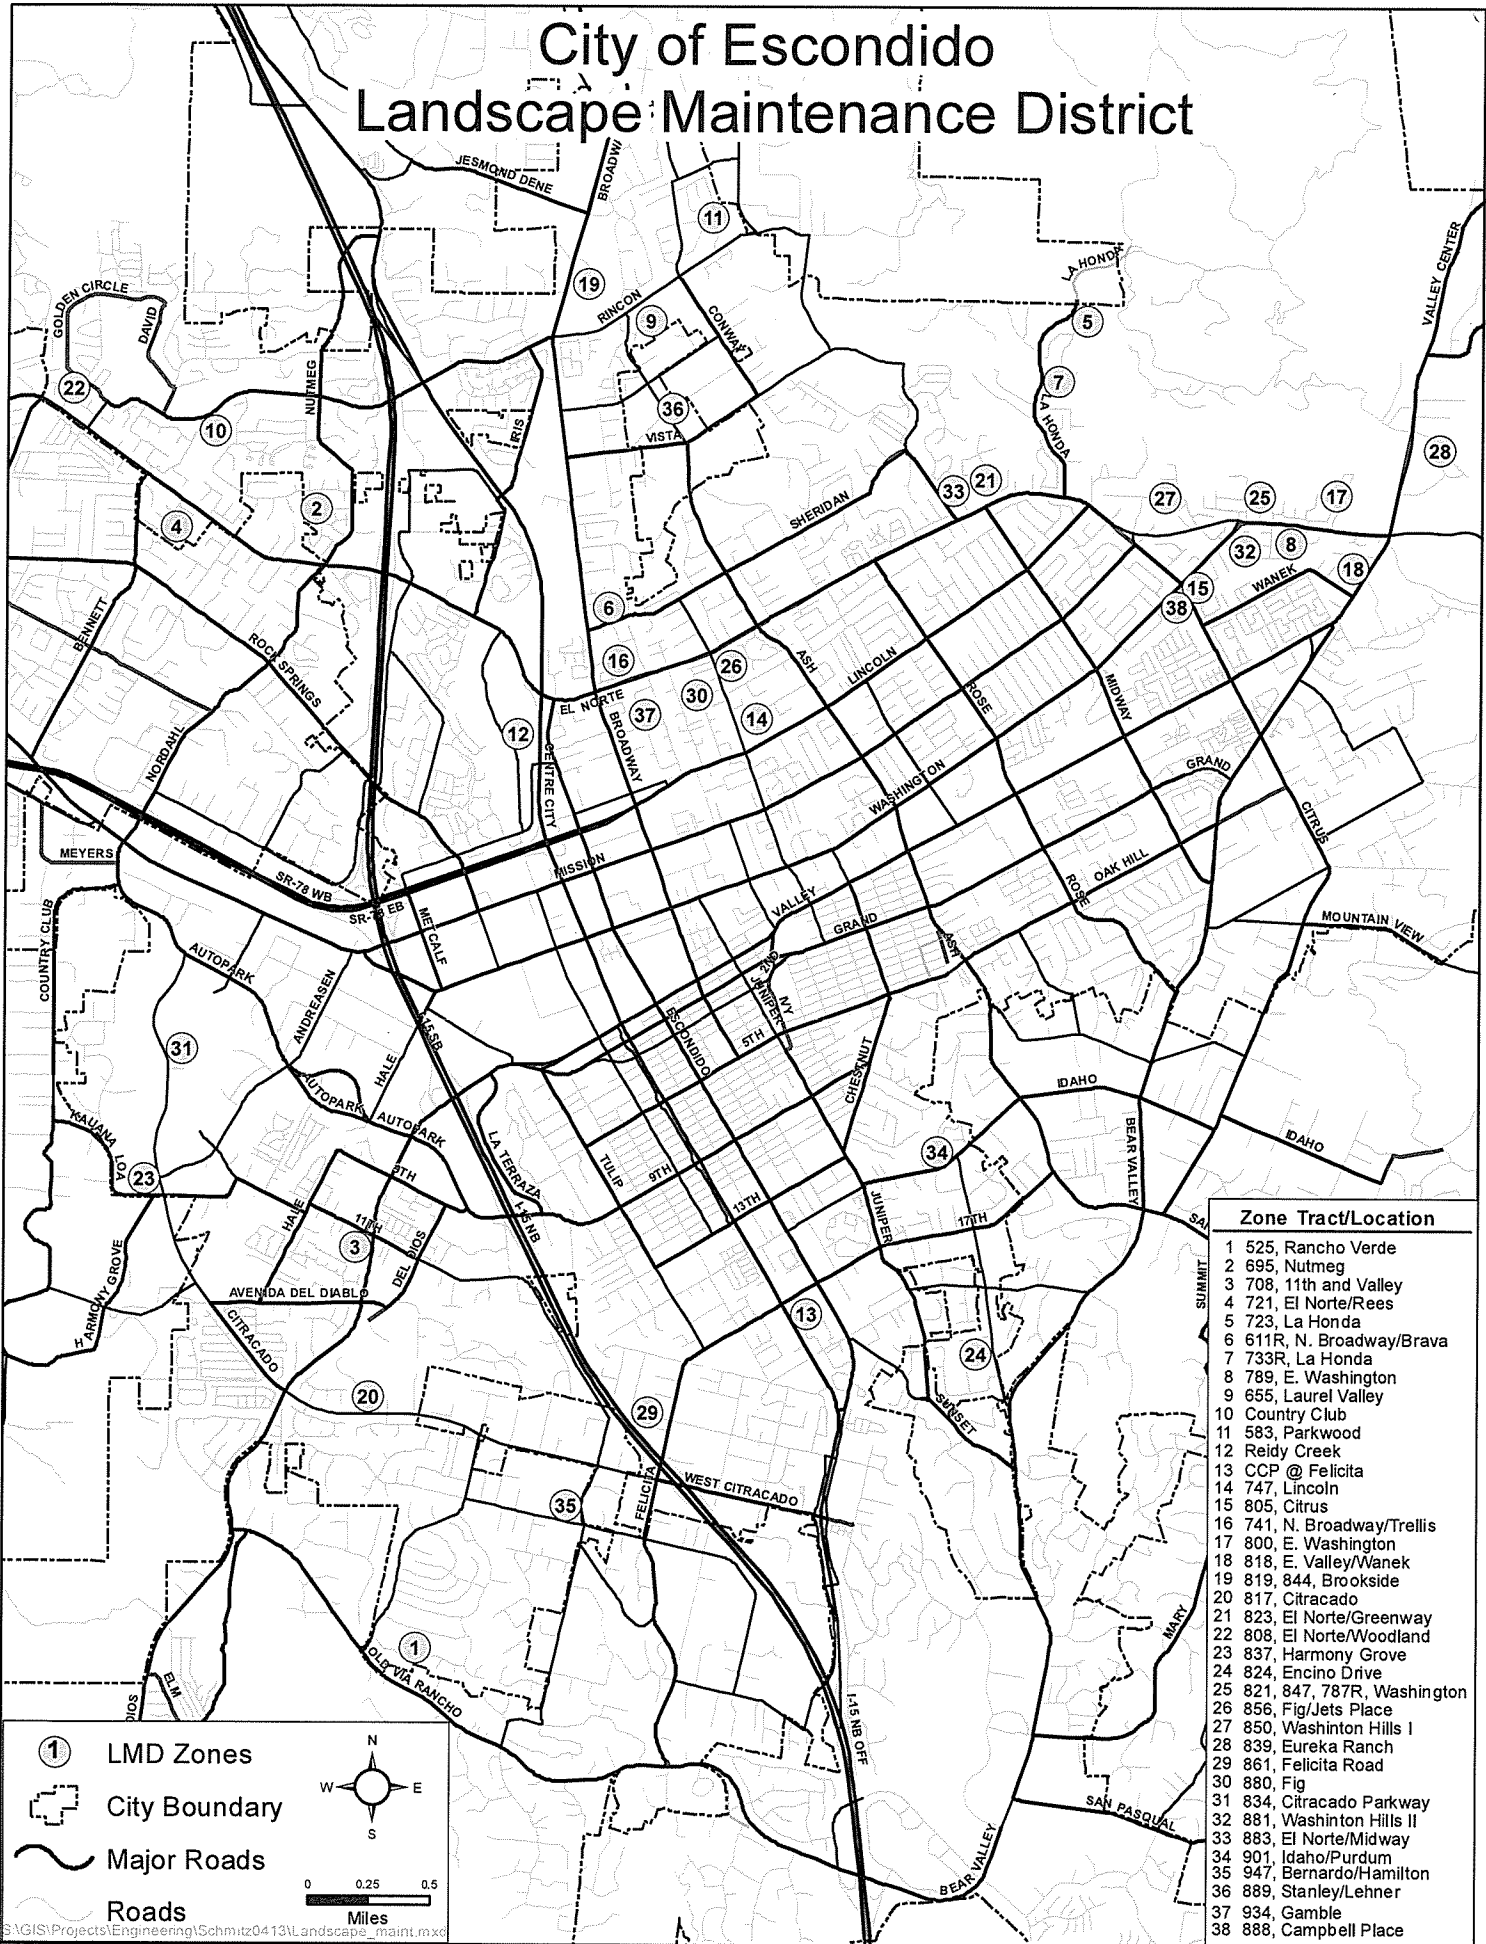 City of Escondido
Landscape Maintenance District
JESMOND DENE
BROADWA
11
LA HONDA
VALLEY CENTER
GOLDEN CIRCLE
DAVID
19
RINCON
9
CONWAY
5
22
NUTMEG
7
LA HONDA
10
36
VISTA
IRIS
28
33
21
27
25
17
2
4
SHERIDAN
32
8
WANEK
18
15
38
6
BENNETT
ROCK SPRINGS
16
26
ASH
LINCOLN
ROSE
MIDWAY
EL NORTE
30
37
14
BROADWAY
12
CENTRE CITY
NORDAHL
WASHINGTON
GRAND
CITRUS
MEYERS
SR-78 WB
SR-78 EB
MISSION
OAK HILL
ROSE
COUNTRY CLUB
METCALF
VALLEY
GRAND
MOUNTAIN VIEW
AUTOPARK
ASH
2ND
JUNIPER
IVY
ANDREASEN
I-15 SB
ESCONDIDO
5TH
31
HALE
CHESTNUT
AUTOPARK
AUTOPARK
IDAHO
KAUANA LOA
BEAR VALLEY
IDAHO
LA TERRAZA
TULIP
9TH
34
23
9TH
13TH
JUNIPER
17TH
HALE
11TH
3
I-15 NB
DEL DIOS
SAN
SUMMIT
HARMONY GROVE
AVENIDA DEL DIABLO
CITRACADO
13
24
20
29
SUNSET
FELICITA
WEST CITRACADO
35
1
OLD VIA RANCHO
MARY
ELM
DIOS
I-15 NB OFF
SAN PASQUAL
BEAR VALLEY
Zone Tract/Location
1 525, Rancho Verde
2 695, Nutmeg
3 708, 11th and Valley
4 721, El Norte/Rees
5 723, La Honda
6 611R, N. Broadway/Brava
7 733R, La Honda
8 789, E. Washington
9 655, Laurel Valley
10 Country Club
11 583, Parkwood
12 Reidy Creek
13 CCP @ Felicita
14 747, Lincoln
15 805, Citrus
16 741, N. Broadway/Trellis
17 800, E. Washington
18 818, E. Valley/Wanek
19 819, 844, Brookside
20 817, Citracado
21 823, El Norte/Greenway
22 808, El Norte/Woodland
23 837, Harmony Grove
24 824, Encino Drive
25 821, 847, 787R, Washington
26 856, Fig/Jets Place
27 850, Washinton Hills I
28 839, Eureka Ranch
29 861, Felicita Road
30 880, Fig
31 834, Citracado Parkway
32 881, Washinton Hills II
33 883, El Norte/Midway
34 901, Idaho/Purdum
35 947, Bernardo/Hamilton
36 889, Stanley/Lehner
37 934, Gamble
38 888, Campbell Place
1 LMD Zones
City Boundary
Major Roads
Roads
N
W E
S
0 0.25 0.5
Miles
S:\GIS\Projects\Engineering\Schmitz0413\Landscape_maint.mxd